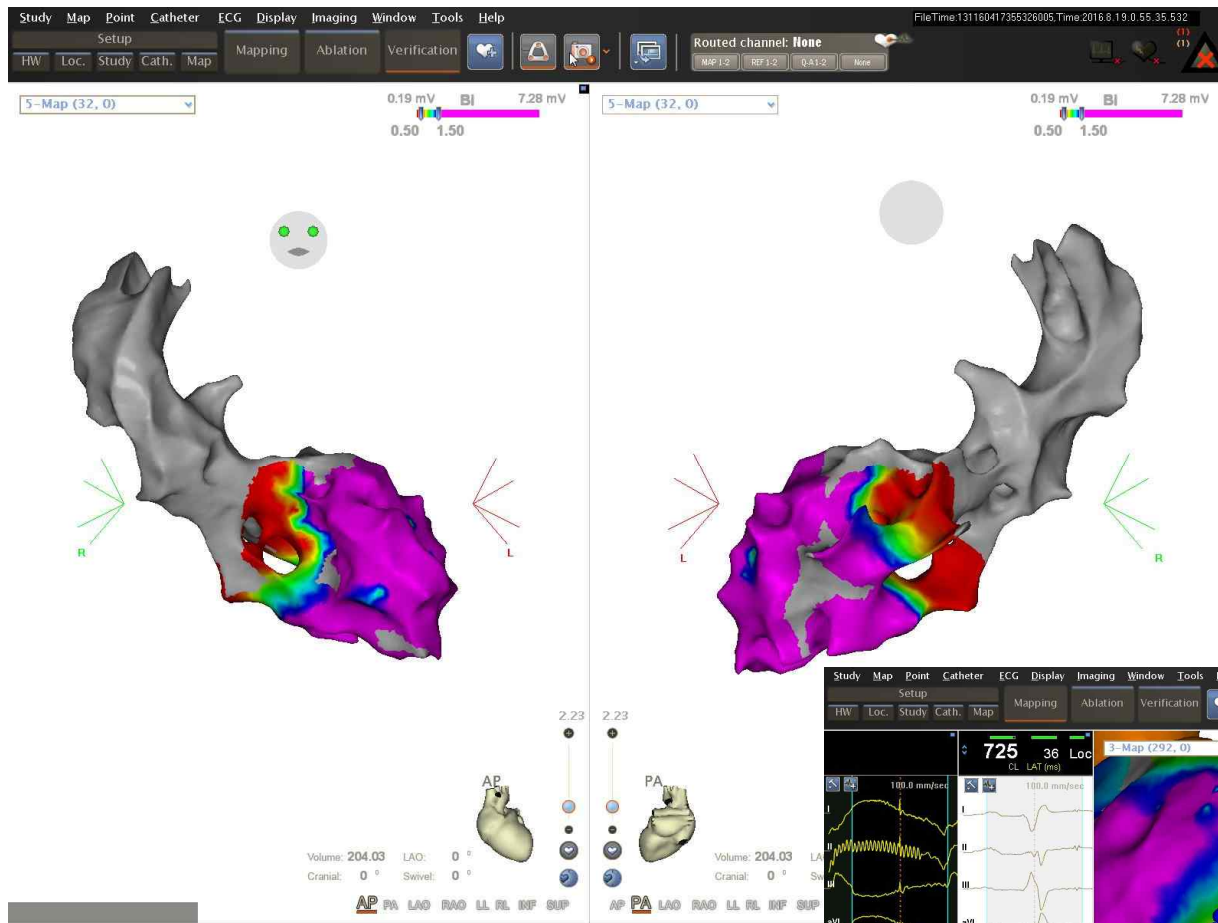 Study Map Point Catheter ECG Display Imaging Window Tools Help
FileTime:131160417355326005,Time:2016.8.19.0.55.35.532
Setup
HW Loc. Study Cath. Map
Mapping Ablation Verification
Routed channel: None
MAP 1-2 REF 1-2 Q-A 1-2 None
(1)
(1)
5-Map (32, 0)
0.19 mV BI 7.28 mV
0.50 1.50
5-Map (32, 0)
0.19 mV BI 7.28 mV
0.50 1.50
R
L
L
R
2.23
2.23
AP
PA
Volume: 204.03 LAO: 0 °
Cranial: 0 ° Swivel: 0 °
AP PA LAO RAO LL RL INF SUP
Volume: 204.03 LA
Cranial: 0 ° Swivel:
AP PA LAO RAO LL RL INF SUP
Study Map Point Catheter ECG Display Imaging Window Tools
Setup
HW Loc. Study Cath. Map
Mapping Ablation Verification
725 36 Loc
CL LAT (ms)
3-Map (292, 0)
100.0 mm/sec
100.0 mm/sec
I
II
III
aVL
I
II
III
aVL